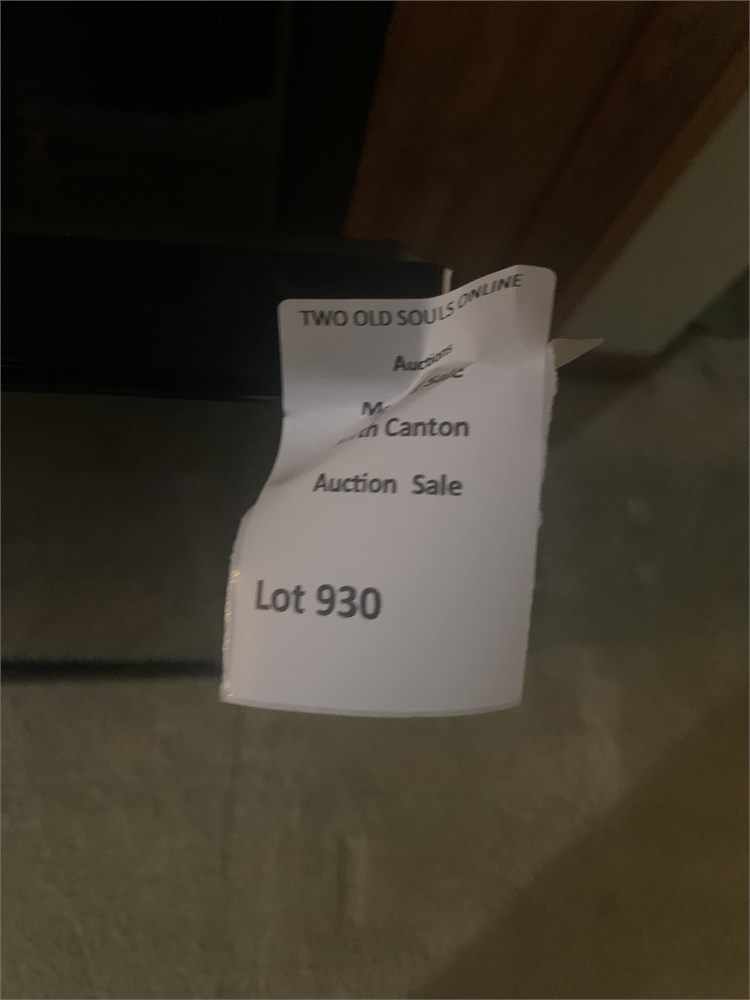 TWO OLD SOULS ONLINE
Auctions
Canton
Auction Sale
Lot 930